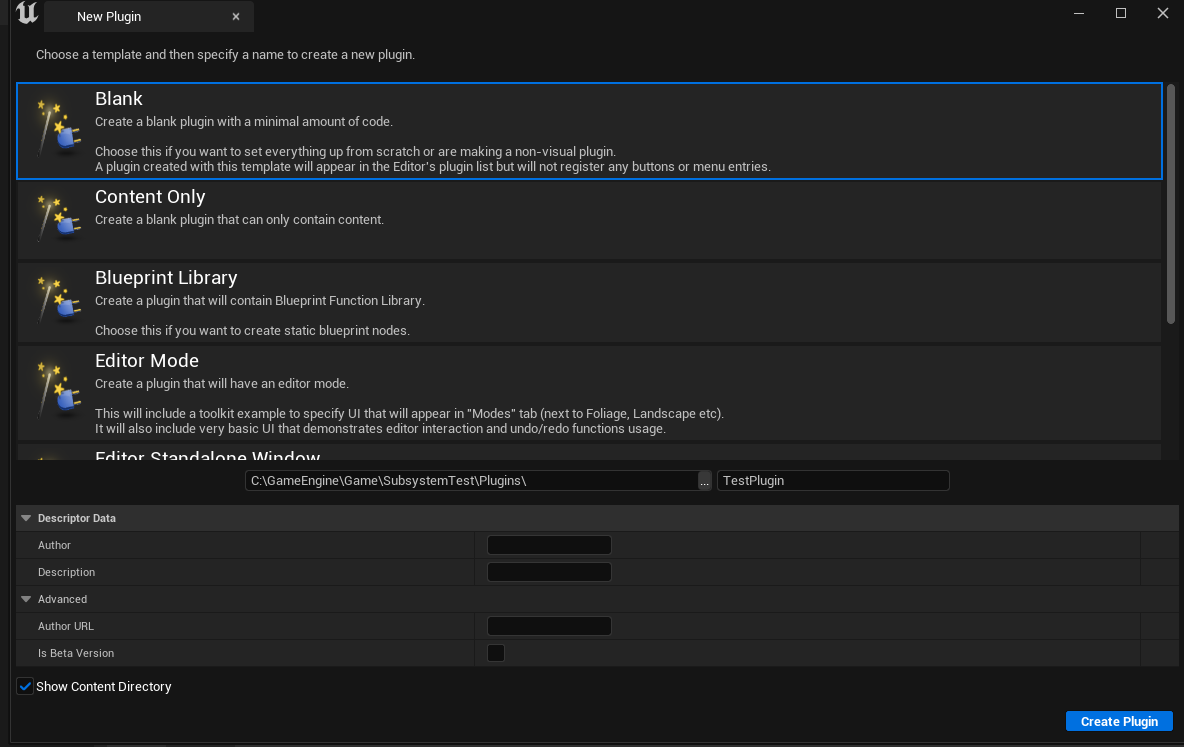 New Plugin
Choose a template and then specify a name to create a new plugin.
Blank
Create a blank plugin with a minimal amount of code.
Choose this if you want to set everything up from scratch or are making a non-visual plugin.
A plugin created with this template will appear in the Editor's plugin list but will not register any buttons or menu entries.
Content Only
Create a blank plugin that can only contain content.
Blueprint Library
Create a plugin that will contain Blueprint Function Library.
Choose this if you want to create static blueprint nodes.
Editor Mode
Create a plugin that will have an editor mode.
This will include a toolkit example to specify UI that will appear in "Modes" tab (next to Foliage, Landscape etc).
It will also include very basic UI that demonstrates editor interaction and undo/redo functions usage.
Editor Standalone Window
C:\GameEngine\Game\SubsystemTest\Plugins\ ... TestPlugin
Descriptor Data
Author
Description
Advanced
Author URL
Is Beta Version
Show Content Directory
Create Plugin